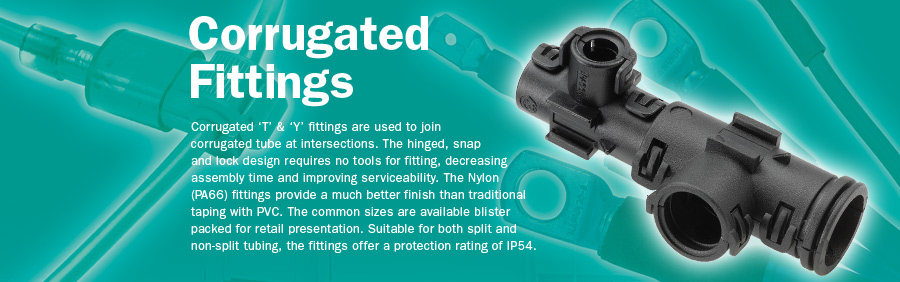 Corrugated
Fittings
Corrugated ‘T’ & ‘Y’ fittings are used to join
corrugated tube at intersections. The hinged, snap
and lock design requires no tools for fitting, decreasing
assembly time and improving serviceability. The Nylon
(PA66) fittings provide a much better finish than traditional
taping with PVC. The common sizes are available blister
packed for retail presentation. Suitable for both split and
non-split tubing, the fittings offer a protection rating of IP54.